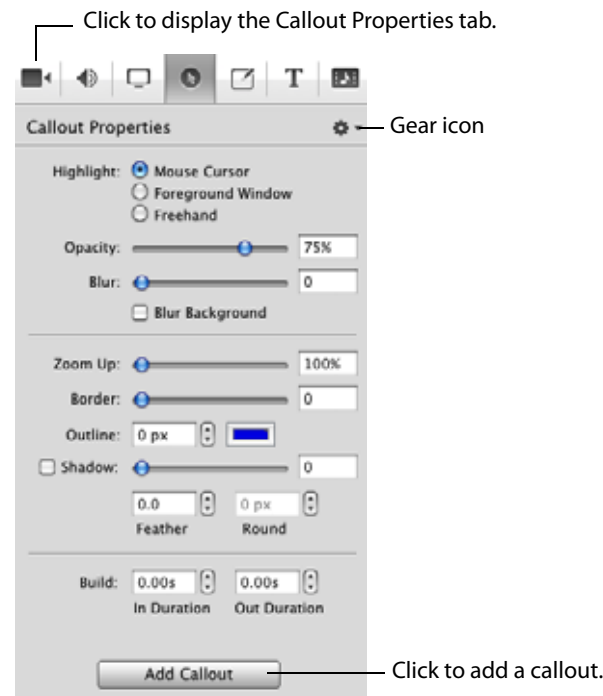 Click to display the Callout Properties tab.
T
Callout Properties
Gear icon
Highlight: Mouse Cursor
Foreground Window
Freehand
Opacity: 75%
Blur: 0
Blur Background
Zoom Up: 100%
Border: 0
Outline: 0 px
Shadow: 0
0.0 0 px
Feather Round
Build: 0.00s 0.00s
In Duration Out Duration
Add Callout
Click to add a callout.